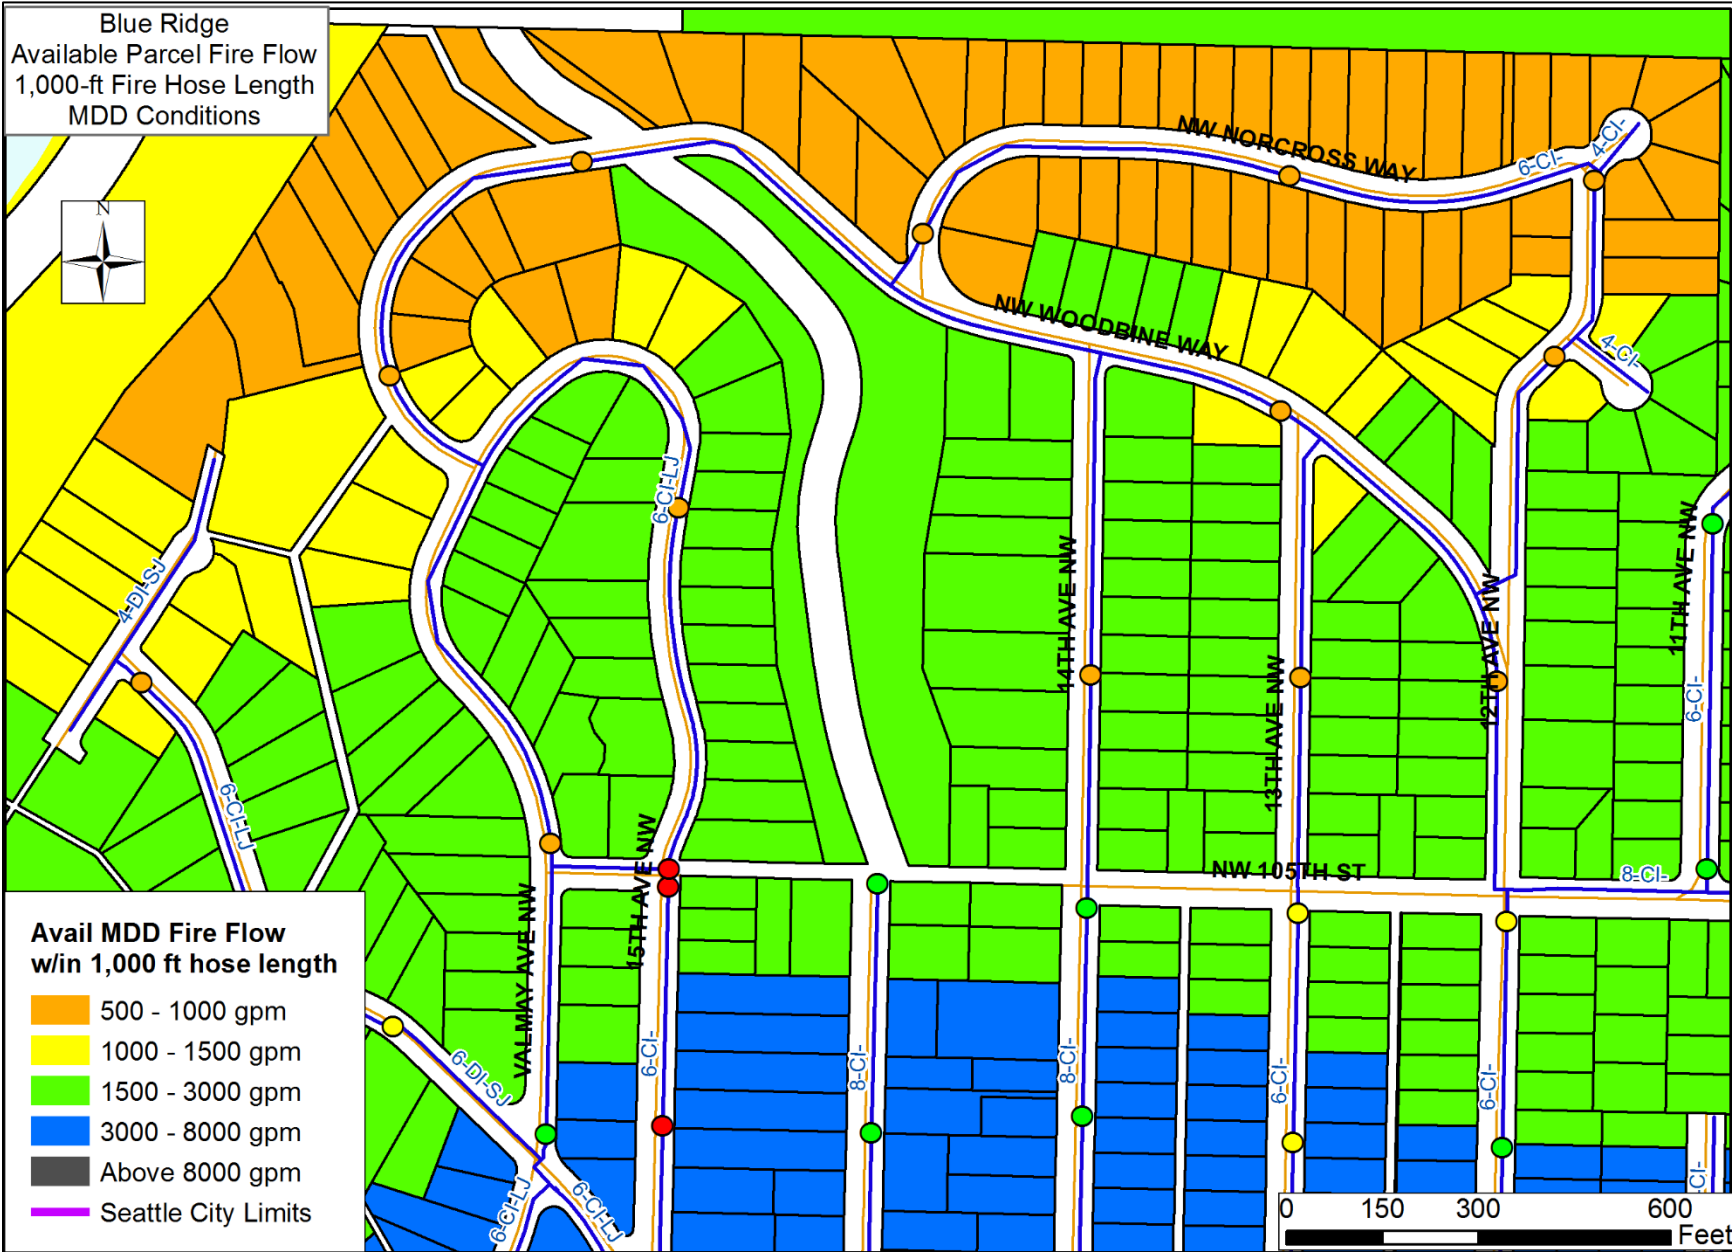 Blue Ridge
Available Parcel Fire Flow
1,000-ft Fire Hose Length
MDD Conditions
N
NW NORCROSS WAY
6-CI-
4-CI-
NW WOODBINE WAY
4-CI-
6-CI-LJ
4-DI-SJ
14TH AVE NW
13TH AVE NW
12TH AVE NW
11TH AVE NW
6-CI-
6-CI-LJ
15TH AVE NW
VALMAY AVE NW
NW 105TH ST
8-CI-
6-DI-SJ
6-CI-
8-CI-
8-CI-
6-CI-
6-CI-
6-CI-LJ
6-CI-LJ
CI-
Avail MDD Fire Flow
w/in 1,000 ft hose length
500 - 1000 gpm
1000 - 1500 gpm
1500 - 3000 gpm
3000 - 8000 gpm
Above 8000 gpm
Seattle City Limits
0 150 300 600
Feet